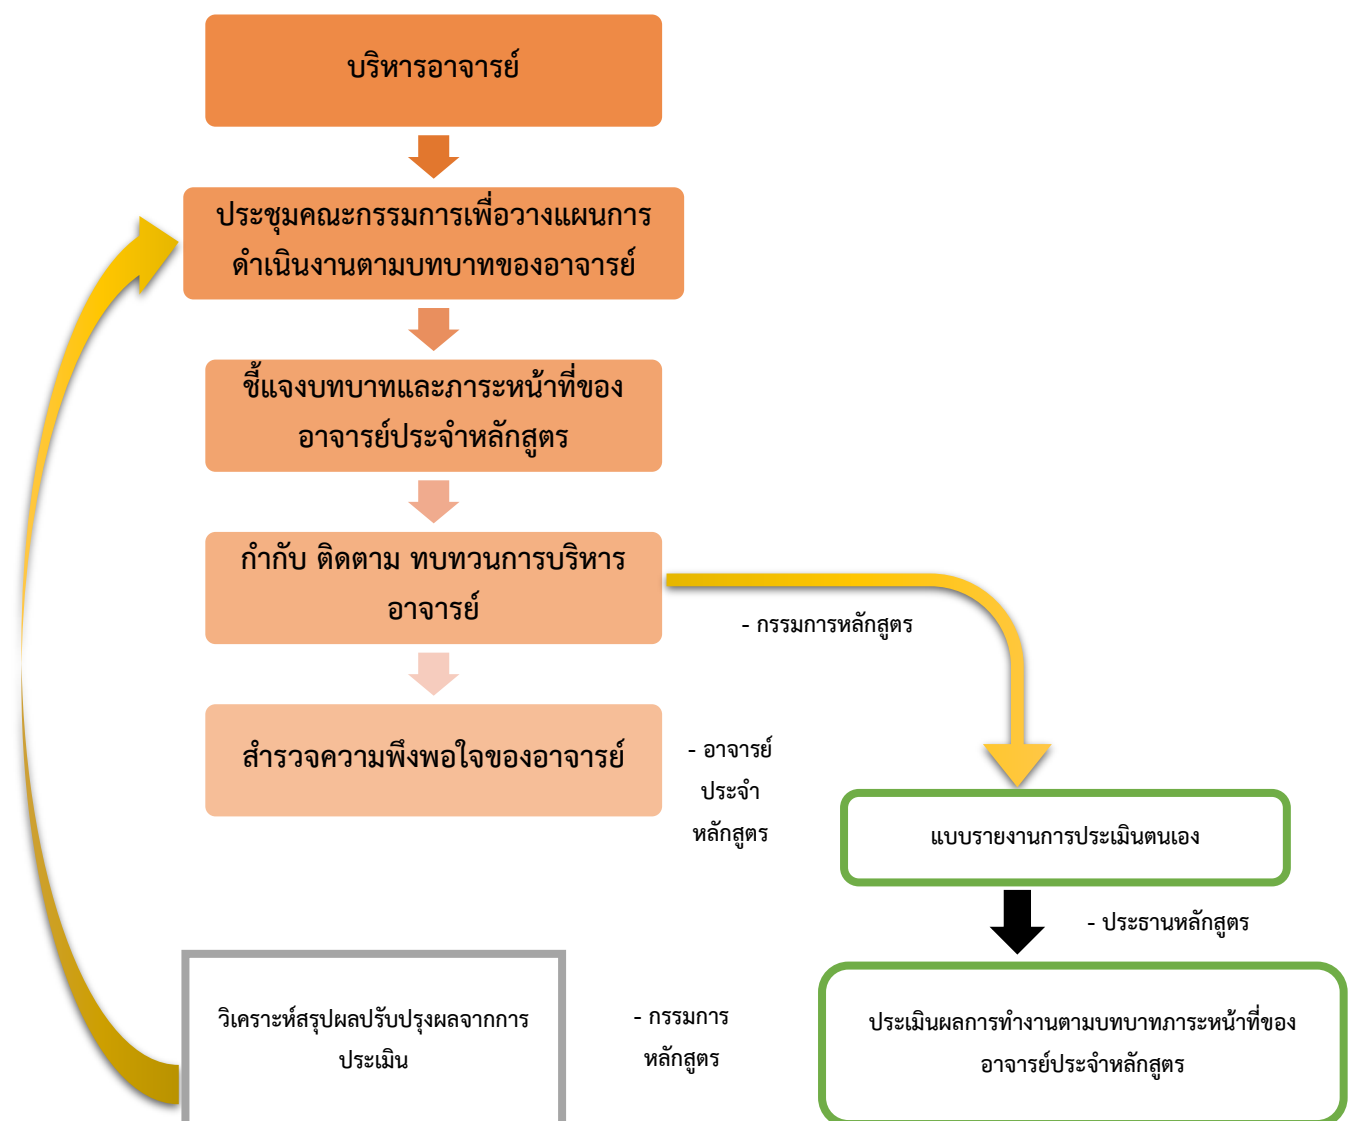 บริหารอาจารย์
ประชุมคณะกรรมการเพื่อวางแผนการ
ดำเนินงานตามบทบาทของอาจารย์
ชี้แจงบทบาทและภาระหน้าที่ของ
อาจารย์ประจำหลักสูตร
กำกับ ติดตาม ทบทวนการบริหาร
อาจารย์
- กรรมการหลักสูตร
สำรวจความพึงพอใจของอาจารย์
- อาจารย์
ประจำ
หลักสูตร
แบบรายงานการประเมินตนเอง
- ประธานหลักสูตร
วิเคราะห์สรุปผลปรับปรุงผลจากการ
ประเมิน
- กรรมการ
หลักสูตร
ประเมินผลการทำงานตามบทบาทภาระหน้าที่ของ
อาจารย์ประจำหลักสูตร